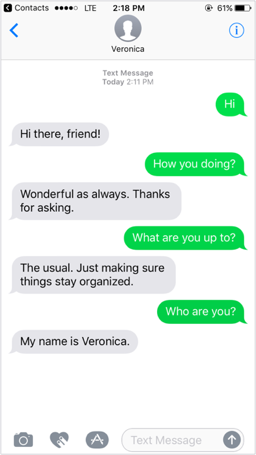 Contacts LTE 2:18 PM 61%
Veronica
Text Message
Today 2:11 PM
Hi
Hi there, friend!
How you doing?
Wonderful as always. Thanks
for asking.
What are you up to?
The usual. Just making sure
things stay organized.
Who are you?
My name is Veronica.
Text Message